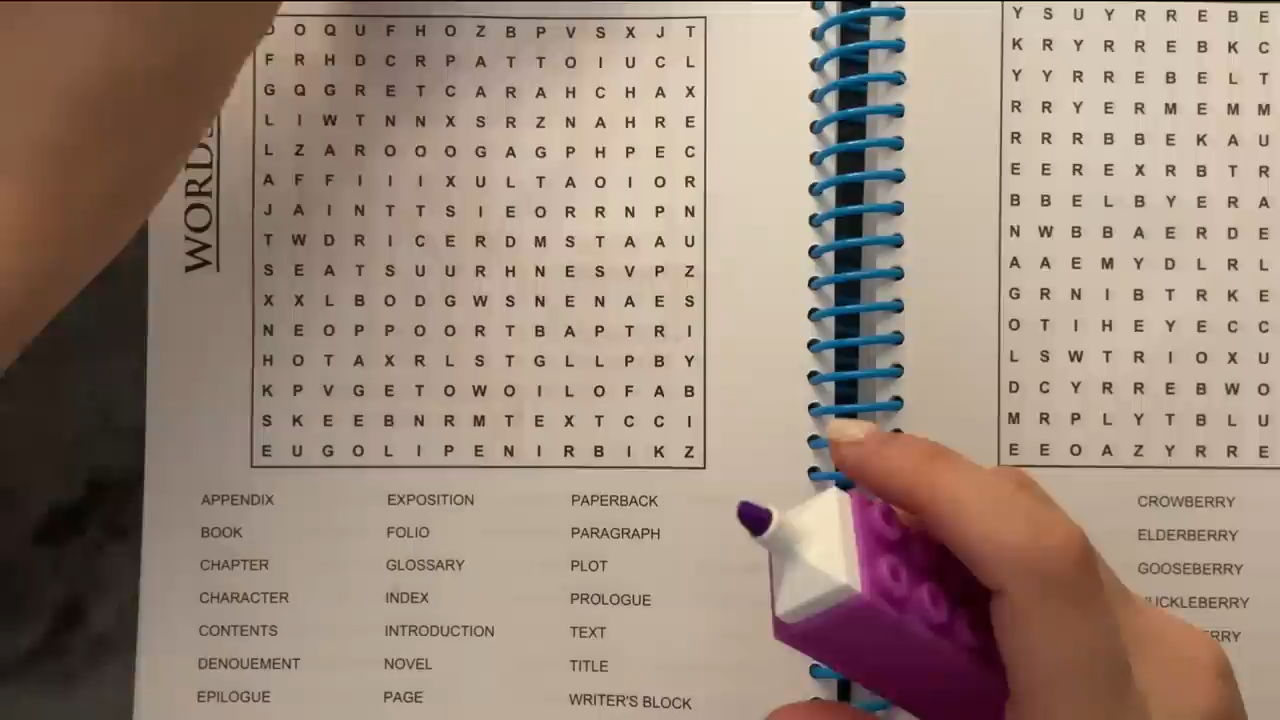 WORDS
D O Q U F H O Z B P V S X J T
F R H D C R P A T T O I U C L
G Q G R E T C A R A H C H A X
L I W T N N X S R Z N A H R E
L Z A R O O O G A G P H P E C
A F F I I I X U L T A O I O R
J A I N T T S I E O R R N P N
T W D R I C E R D M S T A A U
S E A T S U U R H N E S V P Z
X X L B O D G W S N E N A E S
N E O P P O O R T B A P T R I
H O T A X R L S T G L L P B Y
K P V G E T O W O I L O F A B
S K E E B N R M T E X T C C I
E U G O L I P E N I R B I K Z
APPENDIX EXPOSITION PAPERBACK
BOOK FOLIO PARAGRAPH
CHAPTER GLOSSARY PLOT
CHARACTER INDEX PROLOGUE
CONTENTS INTRODUCTION TEXT
DENOUEMENT NOVEL TITLE
EPILOGUE PAGE WRITER'S BLOCK
Y S U Y R R E B E
K R Y R R E B K C
Y Y R R E B E L T
R R Y E R M E M M
R R R B B E K A U
E E R E X R B T R
B B E L B Y E R A
N W B B A E R D E
A A E M Y D L R L
G R N I B T R K E
O T I H E Y E C C
L S W T R I O X U
D C Y R R E B W O
M R P L Y T B L U
E E O A Z Y R R E
CROWBERRY
ELDERBERRY
GOOSEBERRY